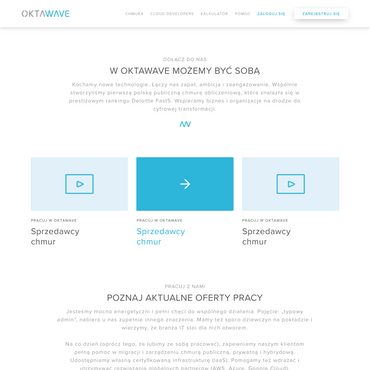 OKTAWAVE
CHMURA CLOUD DEVELOPERS KALKULATOR POMOC ZALOGUJ SIĘ ZAREJESTRUJ SIĘ
DOŁĄCZ DO NAS
W OKTAWAVE MOŻEMY BYĆ SOBĄ
Kochamy nowe technologie. Łączy nas zapał, ambicja i zaangażowanie. Wspólnie
stworzyliśmy pierwszą polską publiczną chmurę obliczeniową, która znalazła się w
prestiżowym rankingu Deloitte Fast5. Wspieramy biznes i organizacje na drodze do
cyfrowej transformacji.
PRACUJ W OKTAWAVE PRACUJ W OKTAWAVE PRACUJ W OKTAWAVE
Sprzedawcy Sprzedawcy Sprzedawcy
chmur chmur chmur
PRACUJ Z NAMI
POZNAJ AKTUALNE OFERTY PRACY
Jesteśmy mocno energetyczni i pełni chęci do wspólnego działania. Pojęcie: „typowy
admin", nabiera u nas zupełnie innego znaczenia. Mamy też sporo dziewczyn na pokładzie i
wierzymy, że branża IT stoi dla nich otworem.
Na co dzień (oprócz tego, że lubimy ze sobą pracować), zapewniamy naszym klientom
pełną pomoc w migracji i zarządzaniu chmurą publiczną, prywatną i hybrydową.
Udostępniamy własną certyfikowaną infrastrukturę (IaaS). Pomagamy też wdrażać i
utrzymywać rozwiązania globalnych partnerów (AWS, Azure, Google Cloud).